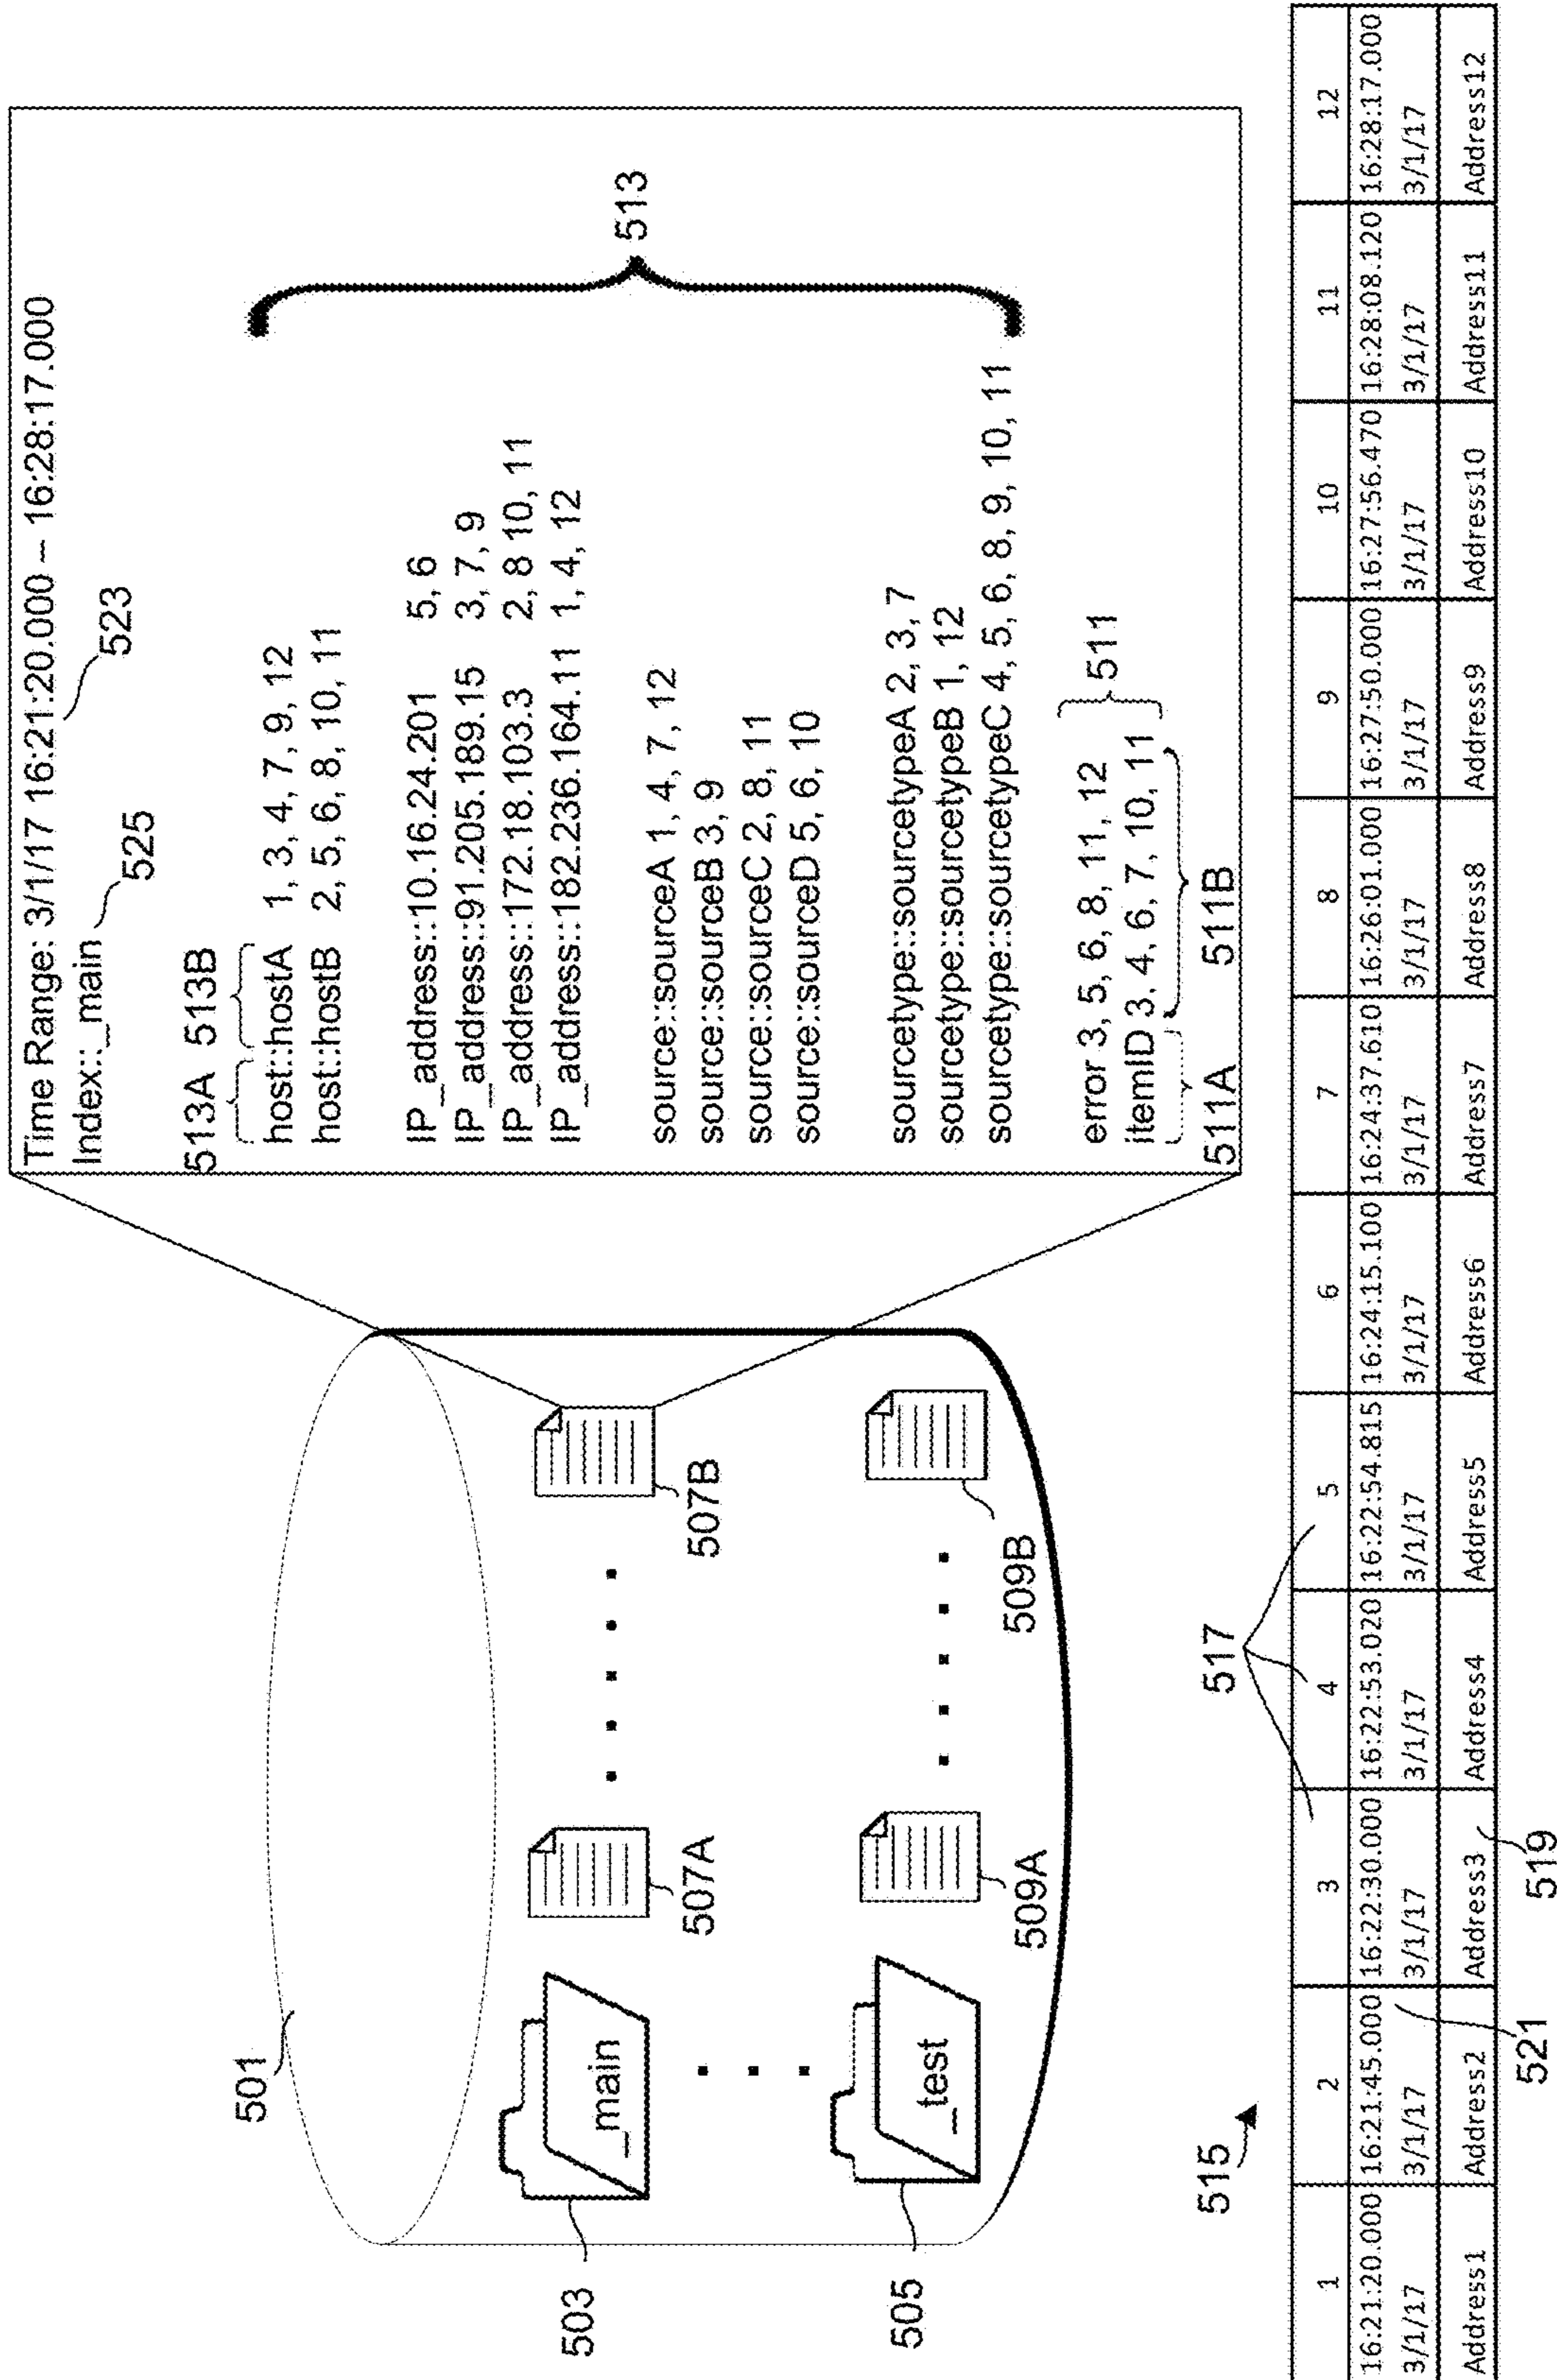 501
503
505
_main
_test
507A
507B
509A
509B
Time Range: 3/1/17 16:21:20.000 – 16:28:17.000
Index::_main
525
523
513A 513B
host::hostA 1, 3, 4, 7, 9, 12
host::hostB 2, 5, 6, 8, 10, 11
IP_address::10.16.24.201 5, 6
IP_address::91.205.189.15 3, 7, 9
IP_address::172.18.103.3 2, 8 10, 11
IP_address::182.236.164.11 1, 4, 12
513
source::sourceA 1, 4, 7, 12
source::sourceB 3, 9
source::sourceC 2, 8, 11
source::sourceD 5, 6, 10
sourcetype::sourcetypeA 2, 3, 7
sourcetype::sourcetypeB 1, 12
sourcetype::sourcetypeC 4, 5, 6, 8, 9, 10, 11
error 3, 5, 6, 8, 11, 12
itemID 3, 4, 6, 7, 10, 11
511
511A 511B
515
517
1 2 3 4 5 6 7 8 9 10 11 12
16:21:20.000 16:21:45.000 16:22:30.000 16:22:53.020 16:22:54.815 16:24:15.100 16:24:37.610 16:26:01.000 16:27:50.000 16:27:56.470 16:28:08.120 16:28:17.000
3/1/17 3/1/17 3/1/17 3/1/17 3/1/17 3/1/17 3/1/17 3/1/17 3/1/17 3/1/17 3/1/17 3/1/17
Address1 Address2 Address3 Address4 Address5 Address6 Address7 Address8 Address9 Address10 Address11 Address12
521
519